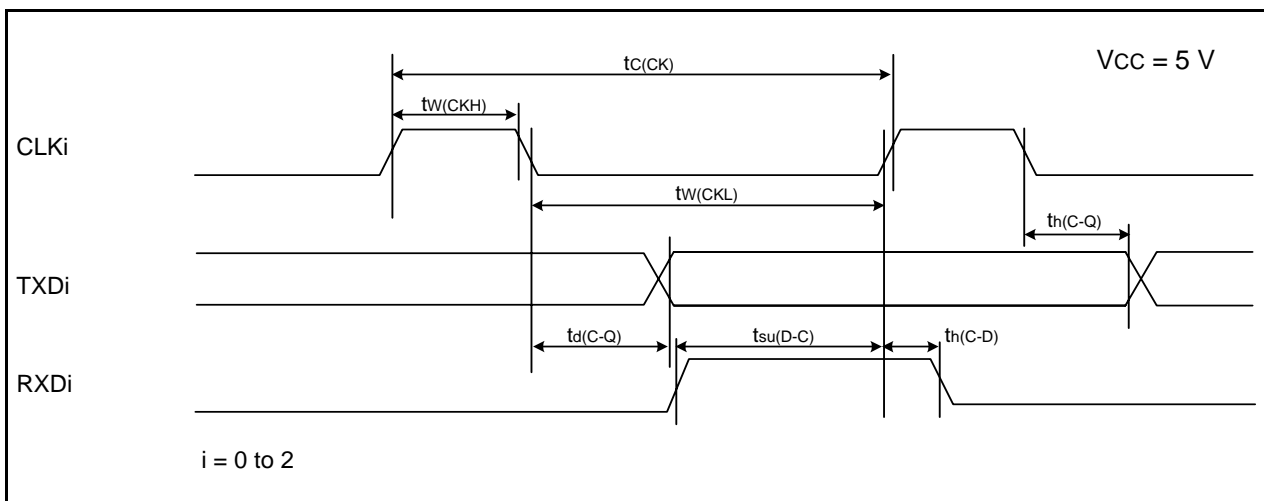 tC(CK)
VCC = 5 V
tW(CKH)
CLKi
tW(CKL)
th(C-Q)
TXDi
td(C-Q)
tsu(D-C)
th(C-D)
RXDi
i = 0 to 2